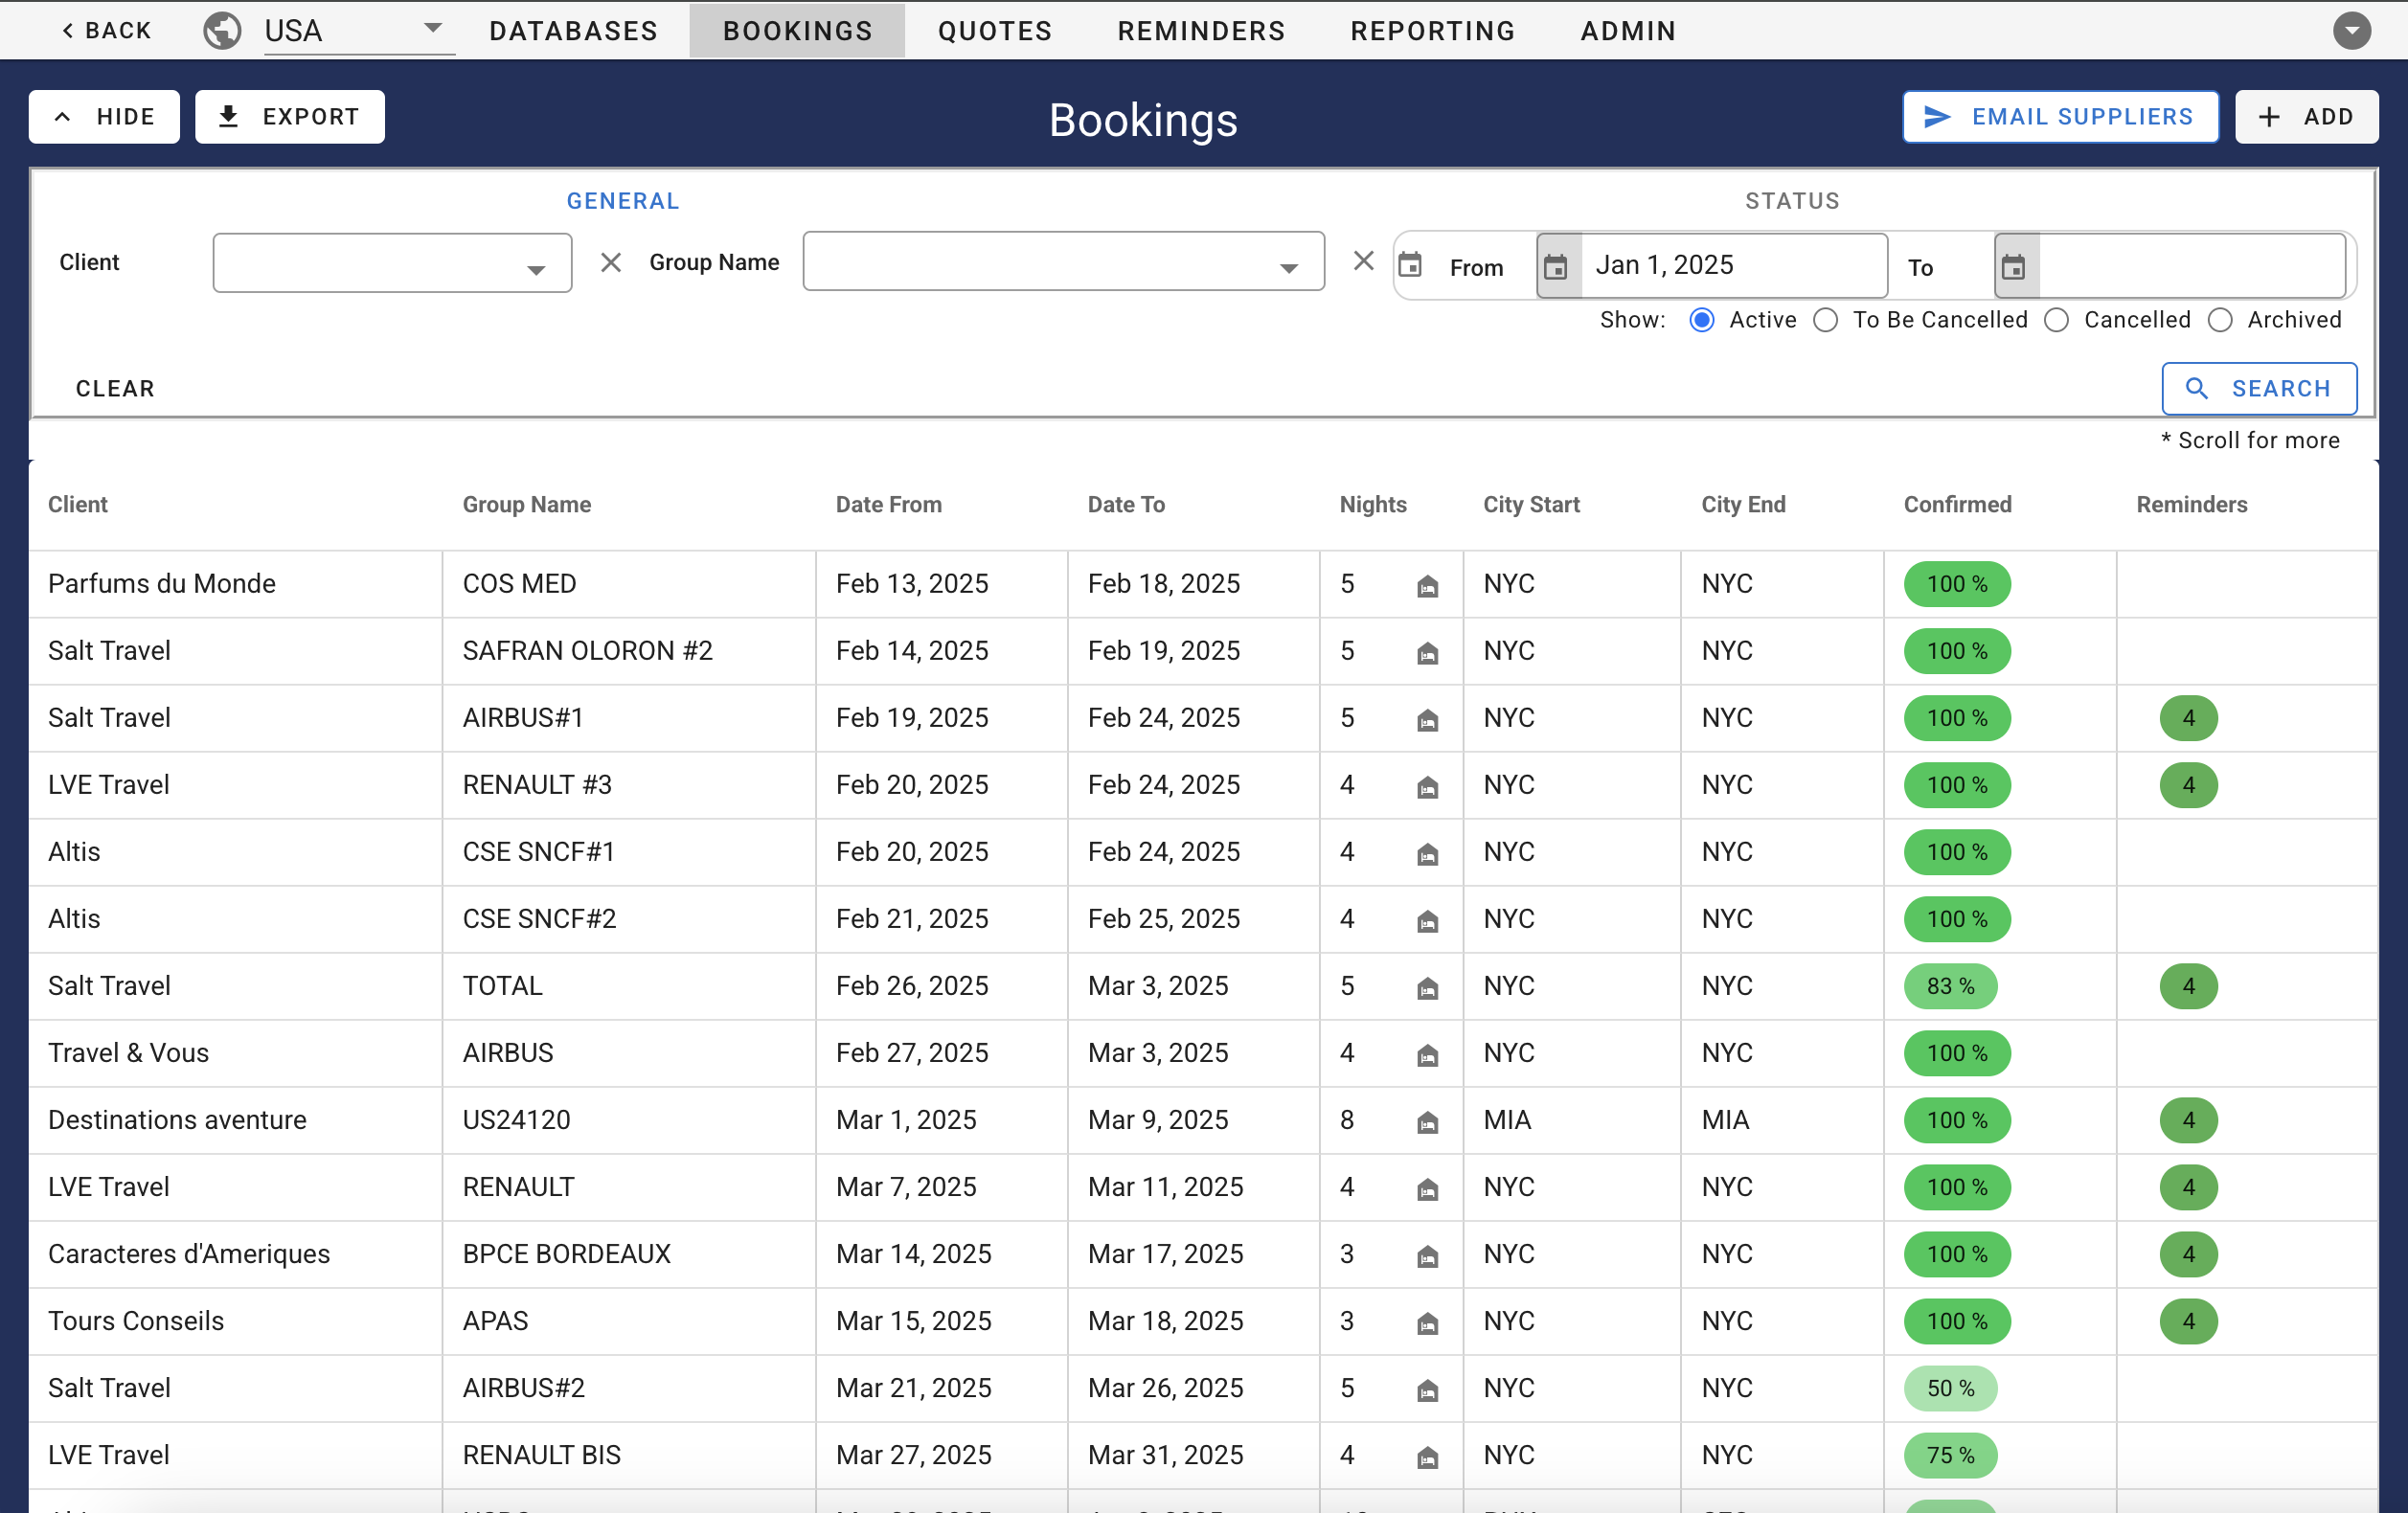 BACK USA DATABASES BOOKINGS QUOTES REMINDERS REPORTING ADMIN
HIDE EXPORT Bookings EMAIL SUPPLIERS ADD
GENERAL STATUS
Client Group Name From Jan 1, 2025 To
Show: Active To Be Cancelled Cancelled Archived
CLEAR SEARCH
* Scroll for more
Client Group Name Date From Date To Nights City Start City End Confirmed Reminders
Parfums du Monde COS MED Feb 13, 2025 Feb 18, 2025 5 NYC NYC 100 %
Salt Travel SAFRAN OLORON #2 Feb 14, 2025 Feb 19, 2025 5 NYC NYC 100 %
Salt Travel AIRBUS#1 Feb 19, 2025 Feb 24, 2025 5 NYC NYC 100 % 4
LVE Travel RENAULT #3 Feb 20, 2025 Feb 24, 2025 4 NYC NYC 100 % 4
Altis CSE SNCF#1 Feb 20, 2025 Feb 24, 2025 4 NYC NYC 100 %
Altis CSE SNCF#2 Feb 21, 2025 Feb 25, 2025 4 NYC NYC 100 %
Salt Travel TOTAL Feb 26, 2025 Mar 3, 2025 5 NYC NYC 83 % 4
Travel & Vous AIRBUS Feb 27, 2025 Mar 3, 2025 4 NYC NYC 100 %
Destinations aventure US24120 Mar 1, 2025 Mar 9, 2025 8 MIA MIA 100 % 4
LVE Travel RENAULT Mar 7, 2025 Mar 11, 2025 4 NYC NYC 100 % 4
Caracteres d'Ameriques BPCE BORDEAUX Mar 14, 2025 Mar 17, 2025 3 NYC NYC 100 % 4
Tours Conseils APAS Mar 15, 2025 Mar 18, 2025 3 NYC NYC 100 % 4
Salt Travel AIRBUS#2 Mar 21, 2025 Mar 26, 2025 5 NYC NYC 50 %
LVE Travel RENAULT BIS Mar 27, 2025 Mar 31, 2025 4 NYC NYC 75 %